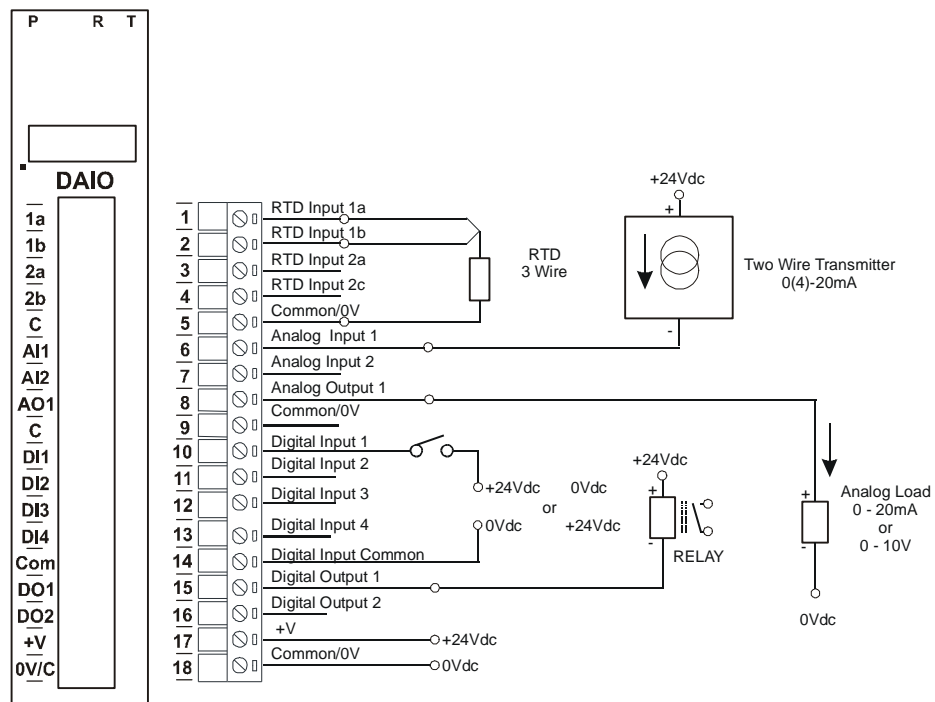 P R T
DAIO
1a
1b
2a
2b
C
AI1
AI2
AO1
C
DI1
DI2
DI3
DI4
Com
DO1
DO2
+V
0V/C
1 RTD Input 1a
2 RTD Input 1b
3 RTD Input 2a
4 RTD Input 2c
5 Common/0V
6 Analog Input 1
7 Analog Input 2
8 Analog Output 1
9 Common/0V
10 Digital Input 1
11 Digital Input 2
12 Digital Input 3
13 Digital Input 4
14 Digital Input Common
15 Digital Output 1
16 Digital Output 2
17 +V
18 Common/0V
RTD
3 Wire
+24Vdc
+
-
Two Wire Transmitter
0(4)-20mA
+24Vdc 0Vdc
or
0Vdc +24Vdc
+24Vdc
+
-
RELAY
+
-
Analog Load
0 - 20mA
or
0 - 10V
0Vdc
+24Vdc
0Vdc